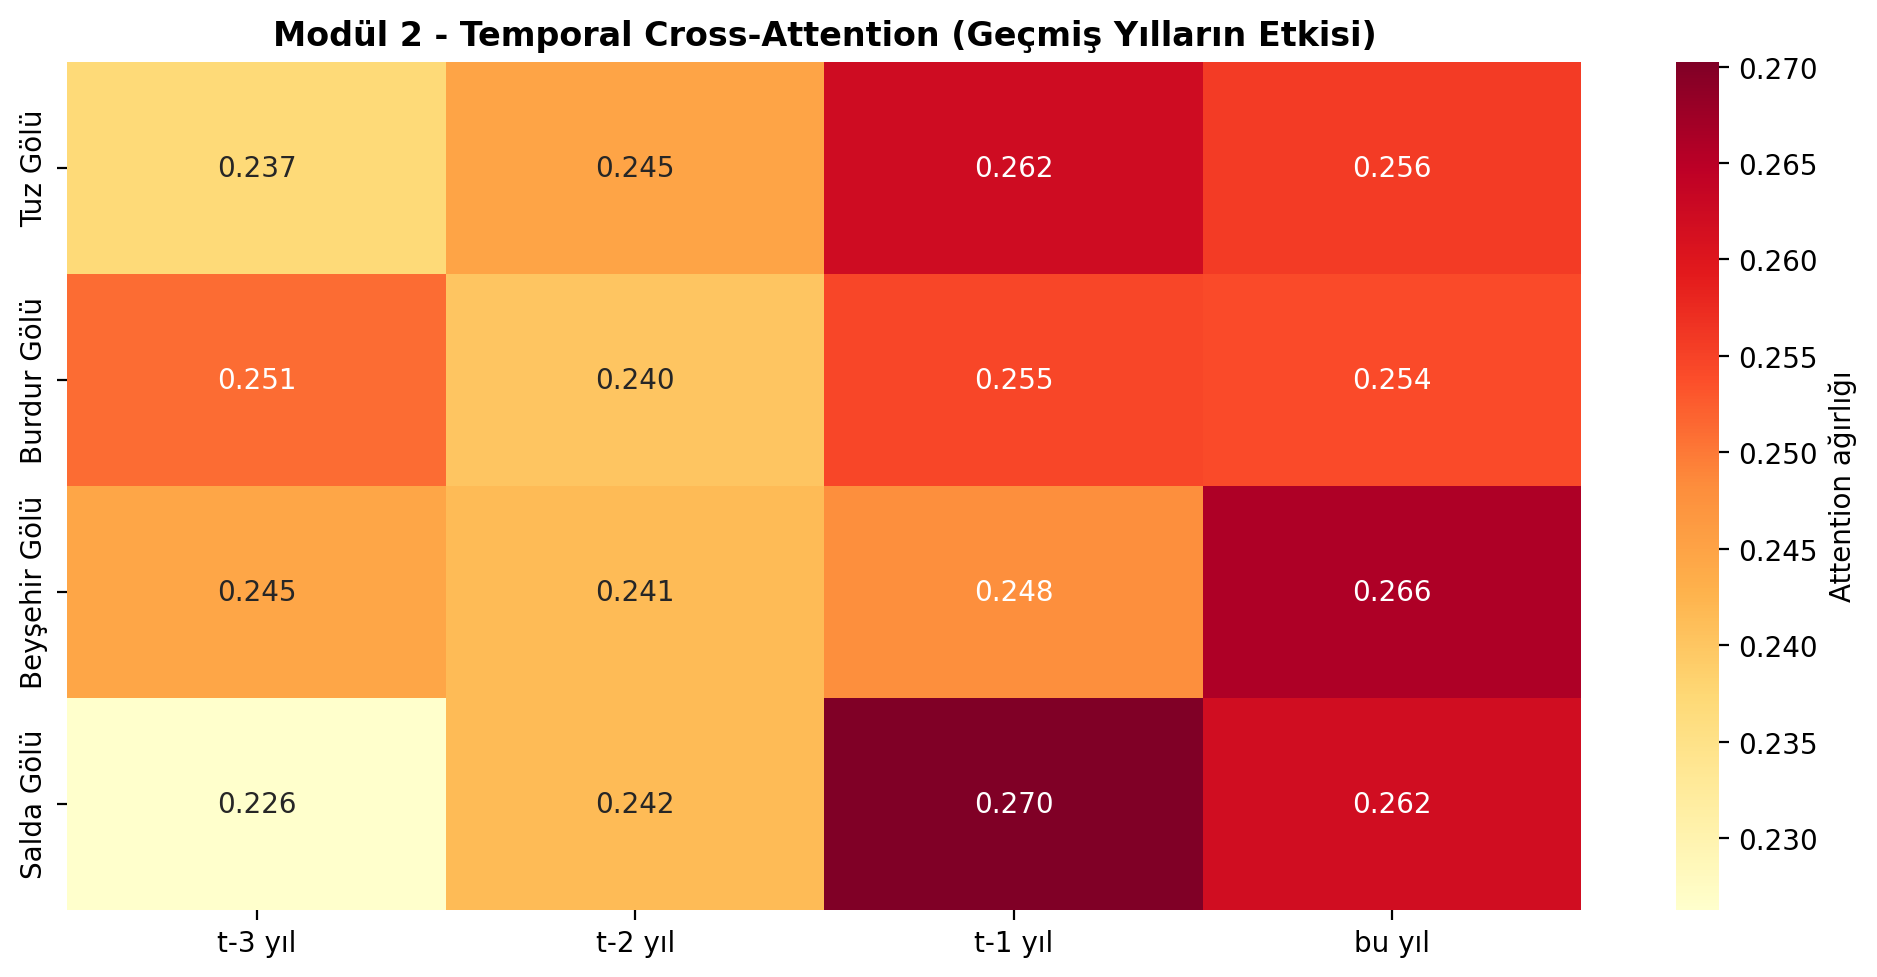 Modül 2 - Temporal Cross-Attention (Geçmiş Yılların Etkisi)
Tuz Gölü
0.237
0.245
0.262
0.256
Burdur Gölü
0.251
0.240
0.255
0.254
Beyşehir Gölü
0.245
0.241
0.248
0.266
Salda Gölü
0.226
0.242
0.270
0.262
t-3 yıl
t-2 yıl
t-1 yıl
bu yıl
0.270
0.265
0.260
0.255
0.250
0.245
0.240
0.235
0.230
Attention ağırlığı